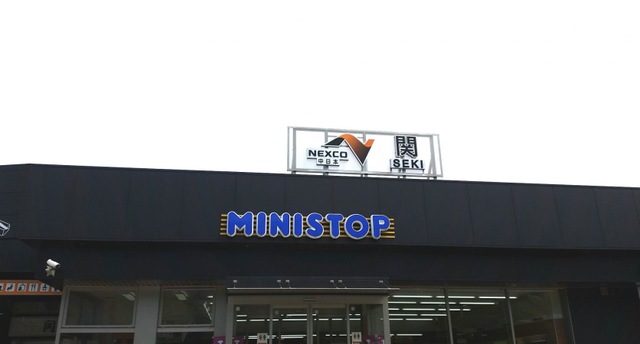 NEXCO
中日本
関
SEKI
MINISTOP